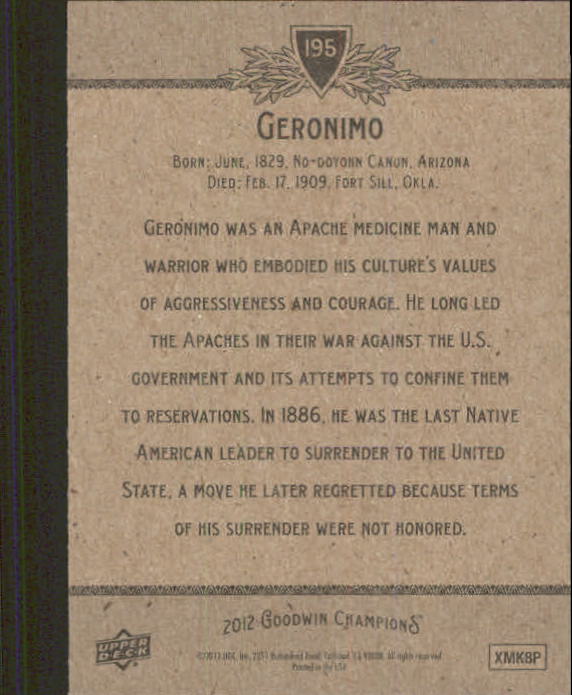 195
GERONIMO
BORN: JUNE, 1829, NO-DOYOHN CANUN, ARIZONA
DIED: FEB. 17, 1909, FORT SILL, OKLA.
GERONIMO WAS AN APACHE MEDICINE MAN AND
WARRIOR WHO EMBODIED HIS CULTURE'S VALUES
OF AGGRESSIVENESS AND COURAGE. HE LONG LED
THE APACHES IN THEIR WAR AGAINST THE U.S.
GOVERNMENT AND ITS ATTEMPTS TO CONFINE THEM
TO RESERVATIONS. IN 1886, HE WAS THE LAST NATIVE
AMERICAN LEADER TO SURRENDER TO THE UNITED
STATE, A MOVE HE LATER REGRETTED BECAUSE TERMS
OF HIS SURRENDER WERE NOT HONORED.
2012 GOODWIN CHAMPIONS
UPPER
DECK
All rights reserved
Printed in the USA
XMK8P